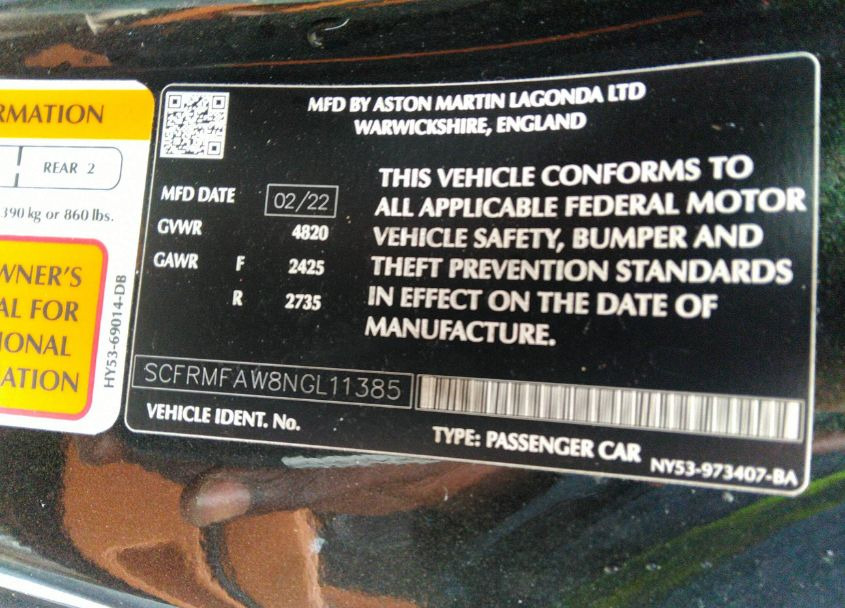 RMATION
REAR 2
390 kg or 860 lbs.
WNER'S
AL FOR
IONAL
ATION
HY53-69014-DB
MFD BY ASTON MARTIN LAGONDA LTD
WARWICKSHIRE, ENGLAND
MFD DATE 02/22
GVWR 4820
GAWR F 2425
R 2735
THIS VEHICLE CONFORMS TO
ALL APPLICABLE FEDERAL MOTOR
VEHICLE SAFETY, BUMPER AND
THEFT PREVENTION STANDARDS
IN EFFECT ON THE DATE OF
MANUFACTURE.
SCFRMFAW8NGL11385
VEHICLE IDENT. No.
TYPE: PASSENGER CAR
NY53-973407-BA